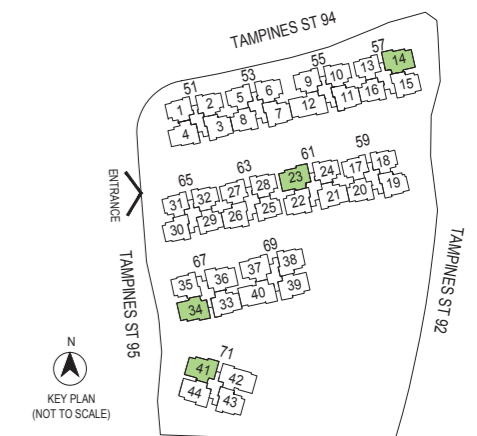 TAMPINES ST 94
51 53 55 57
1 2 5 6 9 10 13 14
4 3 8 7 12 11 16 15
ENTRANCE
65 63 61 59
31 32 27 28 23 24 17 18
30 29 26 25 22 21 20 19
67 69
35 36 37 38
34 33 40 39
TAMPINES ST 95
TAMPINES ST 92
71
41 42
44 43
N
KEY PLAN
(NOT TO SCALE)